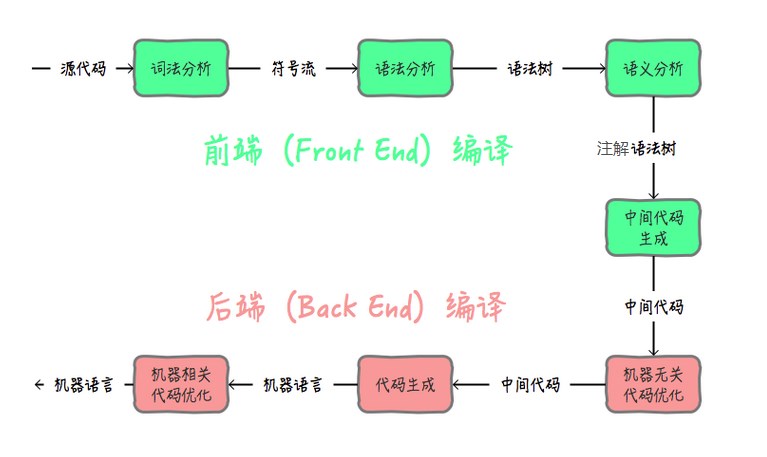 源代码
词法分析
符号流
语法分析
语法树
语义分析
前端（Front End）编译
注解语法树
中间代码
生成
后端（Back End）编译
中间代码
机器无关
代码优化
中间代码
代码生成
机器语言
机器相关
代码优化
机器语言